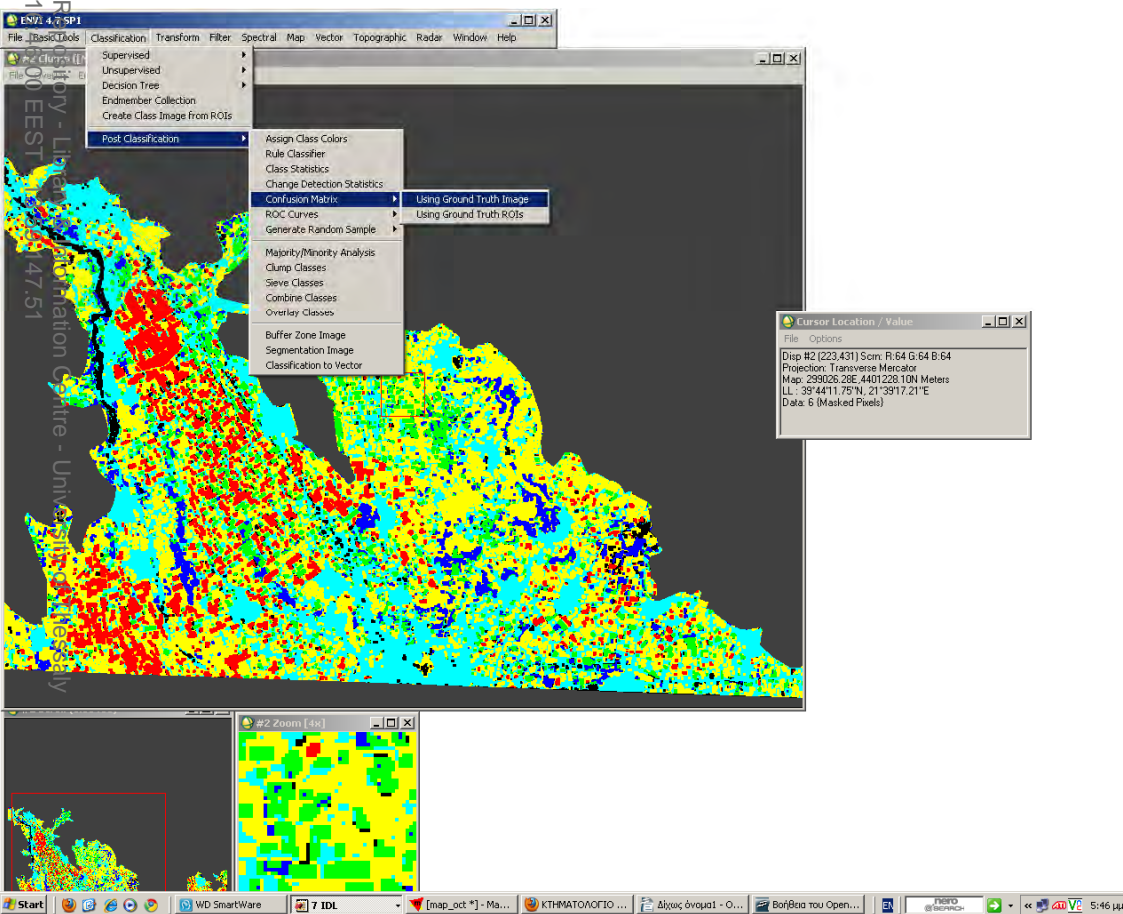 ENVI 4.7 SP1
File Basic Tools Classification Transform Filter Spectral Map Vector Topographic Radar Window Help
Supervised
Unsupervised
Decision Tree
Endmember Collection
Create Class Image from ROIs
Post Classification
Assign Class Colors
Rule Classifier
Class Statistics
Change Detection Statistics
Confusion Matrix
ROC Curves
Generate Random Sample
Majority/Minority Analysis
Clump Classes
Sieve Classes
Combine Classes
Overlay Classes
Buffer Zone Image
Segmentation Image
Classification to Vector
Using Ground Truth Image
Using Ground Truth ROIs
Cursor Location / Value
File Options
Disp #2 (223,431) Scrn: R:64 G:64 B:64
Projection: Transverse Mercator
Map: 299026.28E,4401228.10N Meters
LL : 39°44'11.75"N, 21°39'17.21"E
Data: 6 {Masked Pixels}
#2 Zoom [4x]
Start
WD SmartWare
7 IDL
[map_oct *] - Ma...
ΚΤΗΜΑΤΟΛΟΓΙΟ ...
Δίχως όνομα1 - O...
Βοήθεια του Open...
EN
nero
SEARCH
5:46 μμ
Centre - University of Thessaly
EEST
147.51